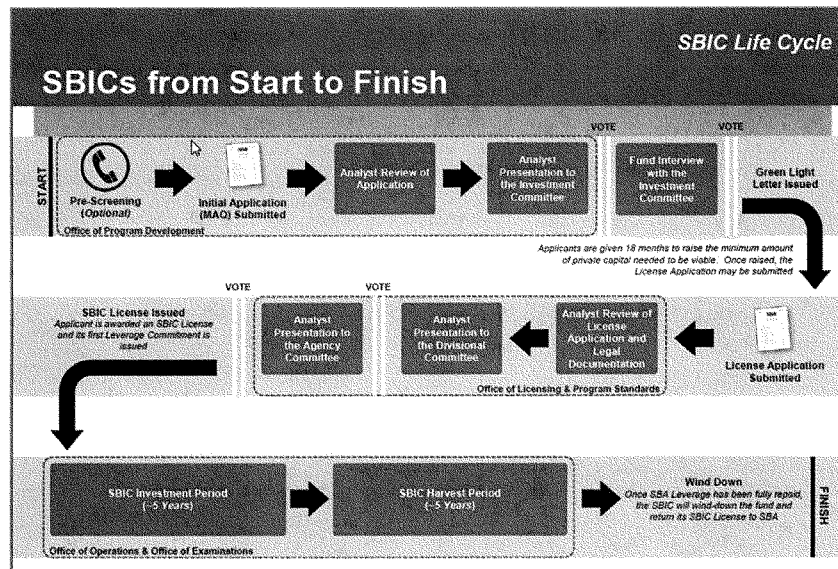 SBIC Life Cycle
SBICs from Start to Finish
VOTE
VOTE
START
Pre-Screening
(Optional)
Initial Application
(MAQ) Submitted
Analyst Review of
Application
Analyst
Presentation to
the Investment
Committee
Fund Interview
with the
Investment
Committee
Green Light
Letter Issued
Office of Program Development
Applicants are given 18 months to raise the minimum amount
of private capital needed to be viable. Once raised, the
License Application may be submitted
VOTE
VOTE
SBIC License Issued
Applicant is awarded an SBIC License
and its first Leverage Commitment is
issued
Analyst
Presentation to
the Agency
Committee
Analyst
Presentation to
the Divisional
Committee
Analyst Review of
License
Application and
Legal
Documentation
License Application
Submitted
Office of Licensing & Program Standards
SBIC Investment Period
(~5 Years)
SBIC Harvest Period
(~5 Years)
Wind Down
Once SBA Leverage has been fully repaid,
the SBIC will wind-down the fund and
return its SBIC License to SBA
FINISH
Office of Operations & Office of Examinations